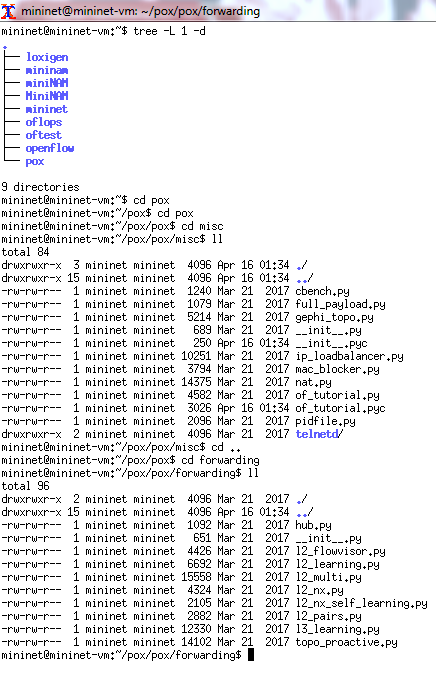 mininet@mininet-vm: ~/pox/pox/forwarding
mininet@mininet-vm:~$ tree -L 1 -d
.
├── loxigen
├── mininam
├── miniNAM
├── MiniNAM
├── mininet
├── oflops
├── oftest
├── openflow
└── pox
9 directories
mininet@mininet-vm:~$ cd pox
mininet@mininet-vm:~/pox$ cd pox
mininet@mininet-vm:~/pox/pox$ cd misc
mininet@mininet-vm:~/pox/pox/misc$ ll
total 84
drwxrwxr-x  3 mininet mininet  4096 Apr 16 01:34 ./
drwxrwxr-x 15 mininet mininet  4096 Apr 16 01:34 ../
-rw-rw-r--  1 mininet mininet  1240 Mar 21  2017 cbench.py
-rw-rw-r--  1 mininet mininet  1079 Mar 21  2017 full_payload.py
-rw-rw-r--  1 mininet mininet  5214 Mar 21  2017 gephi_topo.py
-rw-rw-r--  1 mininet mininet   689 Mar 21  2017 __init__.py
-rw-rw-r--  1 mininet mininet   250 Apr 16 01:34 __init__.pyc
-rw-rw-r--  1 mininet mininet 10251 Mar 21  2017 ip_loadbalancer.py
-rw-rw-r--  1 mininet mininet  3794 Mar 21  2017 mac_blocker.py
-rw-rw-r--  1 mininet mininet 14375 Mar 21  2017 nat.py
-rw-rw-r--  1 mininet mininet  4582 Mar 21  2017 of_tutorial.py
-rw-rw-r--  1 mininet mininet  3026 Apr 16 01:34 of_tutorial.pyc
-rw-rw-r--  1 mininet mininet  2096 Mar 21  2017 pidfile.py
drwxrwxr-x  2 mininet mininet  4096 Mar 21  2017 telnetd/
mininet@mininet-vm:~/pox/pox/misc$ cd ..
mininet@mininet-vm:~/pox/pox$ cd forwarding
mininet@mininet-vm:~/pox/pox/forwarding$ ll
total 96
drwxrwxr-x  2 mininet mininet  4096 Mar 21  2017 ./
drwxrwxr-x 15 mininet mininet  4096 Apr 16 01:34 ../
-rw-rw-r--  1 mininet mininet  1092 Mar 21  2017 hub.py
-rw-rw-r--  1 mininet mininet   651 Mar 21  2017 __init__.py
-rw-rw-r--  1 mininet mininet  4426 Mar 21  2017 l2_flowvisor.py
-rw-rw-r--  1 mininet mininet  6692 Mar 21  2017 l2_learning.py
-rw-rw-r--  1 mininet mininet 15558 Mar 21  2017 l2_multi.py
-rw-rw-r--  1 mininet mininet  4324 Mar 21  2017 l2_nx.py
-rw-rw-r--  1 mininet mininet  2105 Mar 21  2017 l2_nx_self_learning.py
-rw-rw-r--  1 mininet mininet  2882 Mar 21  2017 l2_pairs.py
-rw-rw-r--  1 mininet mininet 12330 Mar 21  2017 l3_learning.py
-rw-rw-r--  1 mininet mininet 14102 Mar 21  2017 topo_proactive.py
mininet@mininet-vm:~/pox/pox/forwarding$